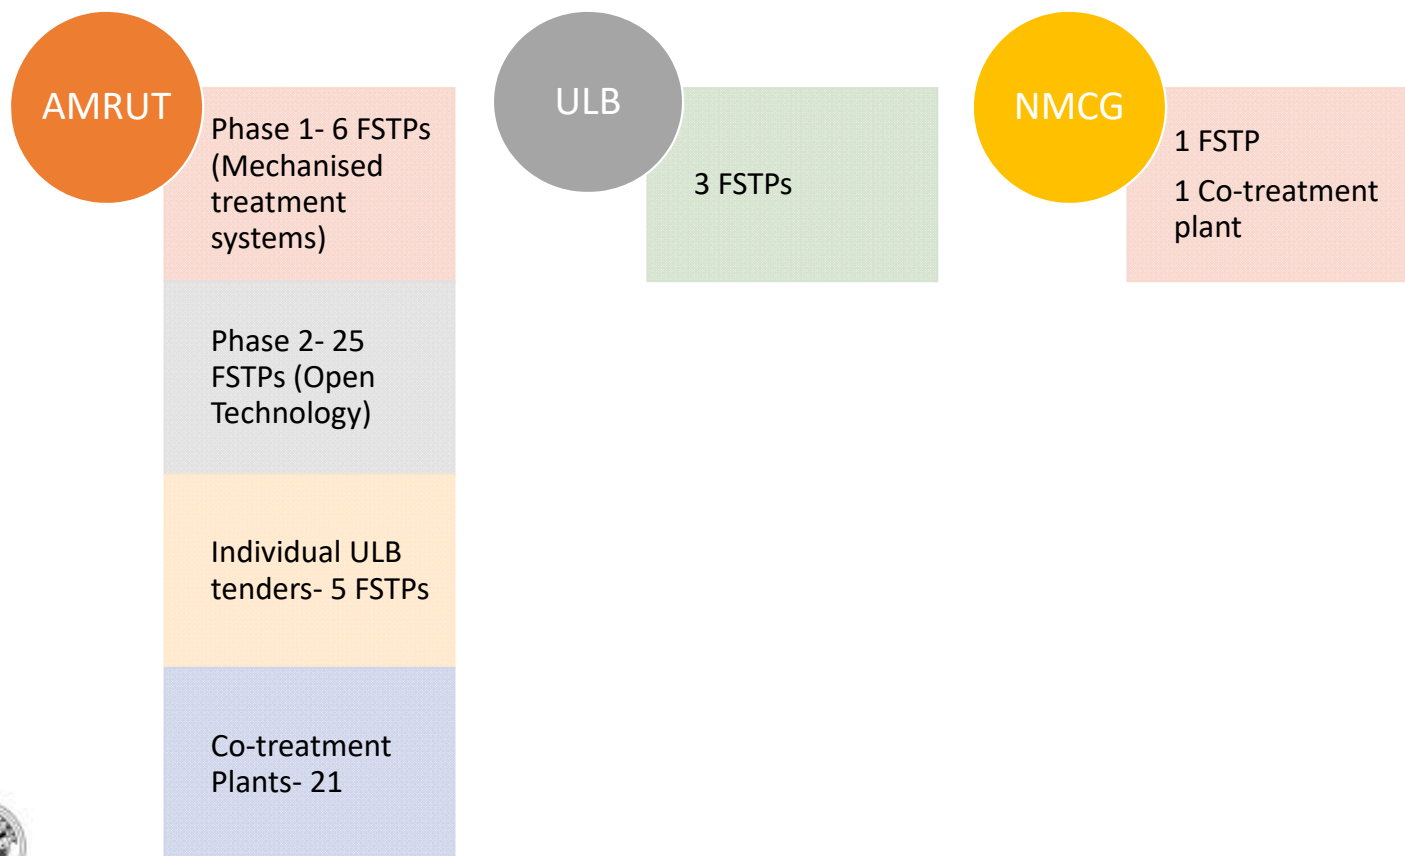 AMRUT
Phase 1- 6 FSTPs
(Mechanised
treatment
systems)
Phase 2- 25
FSTPs (Open
Technology)
Individual ULB
tenders- 5 FSTPs
Co-treatment
Plants- 21
ULB
3 FSTPs
NMCG
1 FSTP
1 Co-treatment
plant